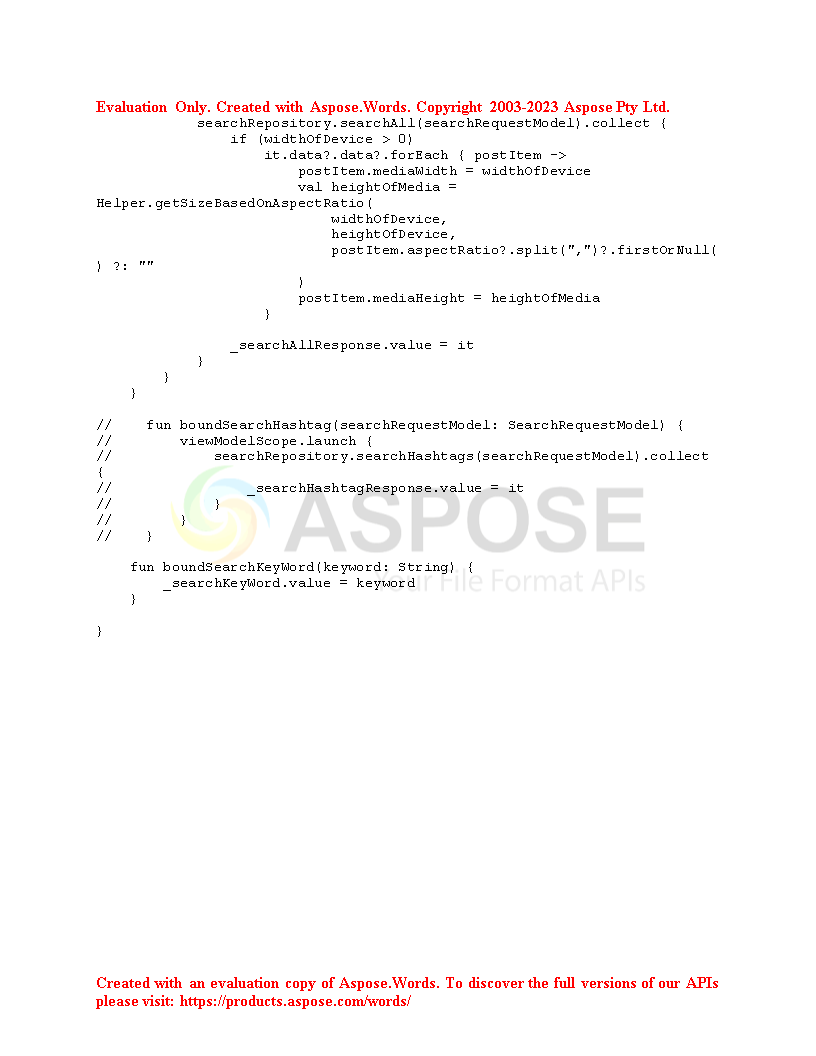 Evaluation Only. Created with Aspose.Words. Copyright 2003-2023 Aspose Pty Ltd.
            searchRepository.searchAll(searchRequestModel).collect {
                if (widthOfDevice > 0)
                    it.data?.data?.forEach { postItem ->
                        postItem.mediaWidth = widthOfDevice
                        val heightOfMedia =
Helper.getSizeBasedOnAspectRatio(
                            widthOfDevice,
                            heightOfDevice,
                            postItem.aspectRatio?.split(",")?.firstOrNull(
) ?: ""
                        )
                        postItem.mediaHeight = heightOfMedia
                    }

                _searchAllResponse.value = it
            }
        }
    }

//    fun boundSearchHashtag(searchRequestModel: SearchRequestModel) {
//        viewModelScope.launch {
//            searchRepository.searchHashtags(searchRequestModel).collect
{
//                _searchHashtagResponse.value = it
//            }
//        }
//    }
ASPOSE

    fun boundSearchKeyWord(keyword: String) {
        _searchKeyWord.value = keyword
Your File Format APIs
    }

}
Created with an evaluation copy of Aspose.Words. To discover the full versions of our APIs
please visit: https://products.aspose.com/words/